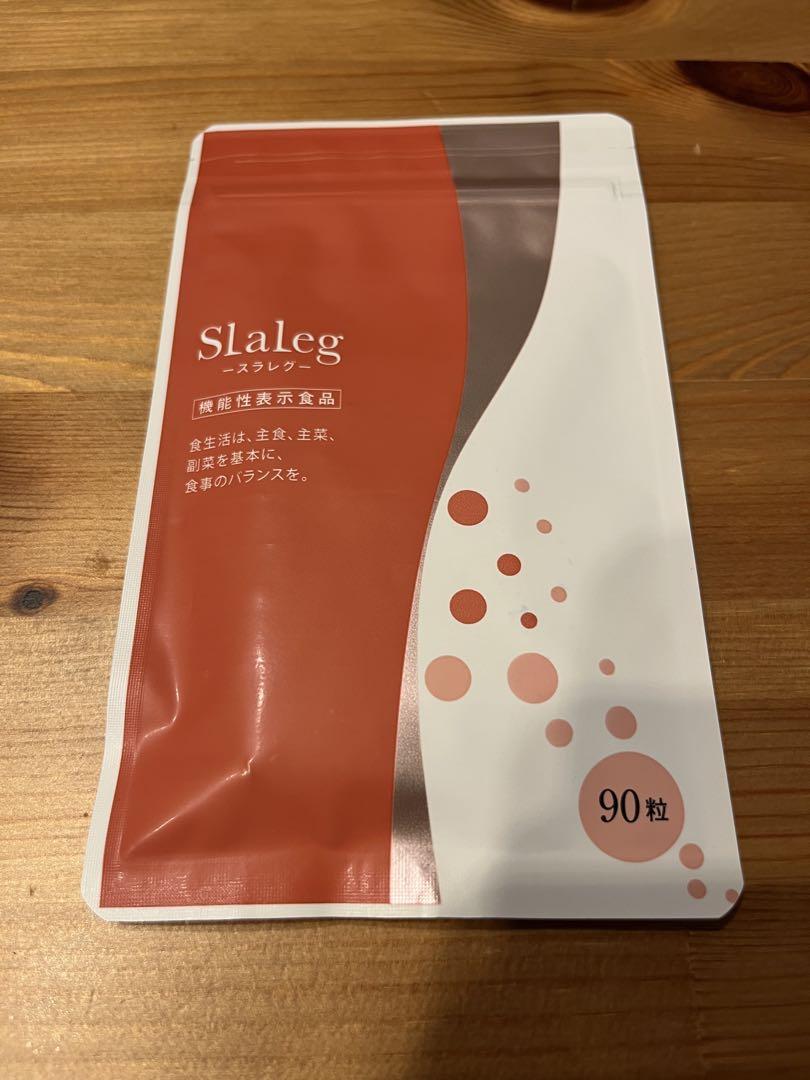 Slaleg
ースラレグー
機能性表示食品
食生活は、主食、主菜、
副菜を基本に、
食事のバランスを。
90粒